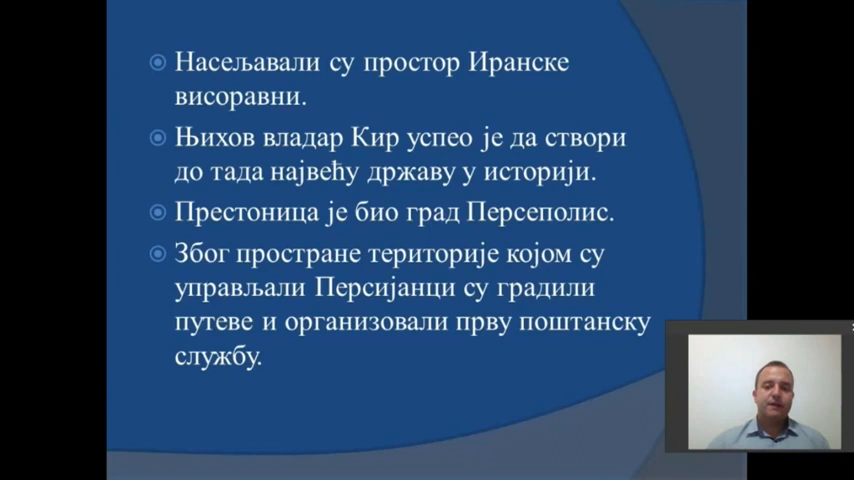 Насељавали су простор Иранске
висоравни.
Њихов владар Кир успео је да створи
до тада највећу државу у историји.
Престоница је био град Персеполис.
Због простране територије којом су
управљали Персијанци су градили
путеве и организовали прву поштанску
службу.